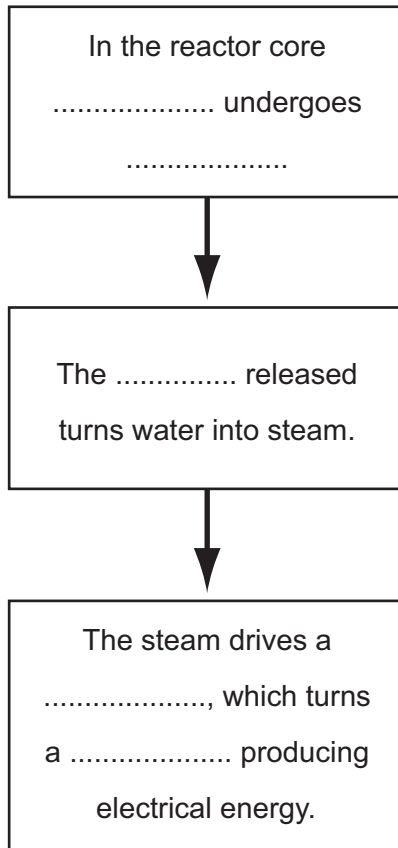 In the reactor core
.................... undergoes
....................
The ............... released
turns water into steam.
The steam drives a
...................., which turns
a .................... producing
electrical energy.